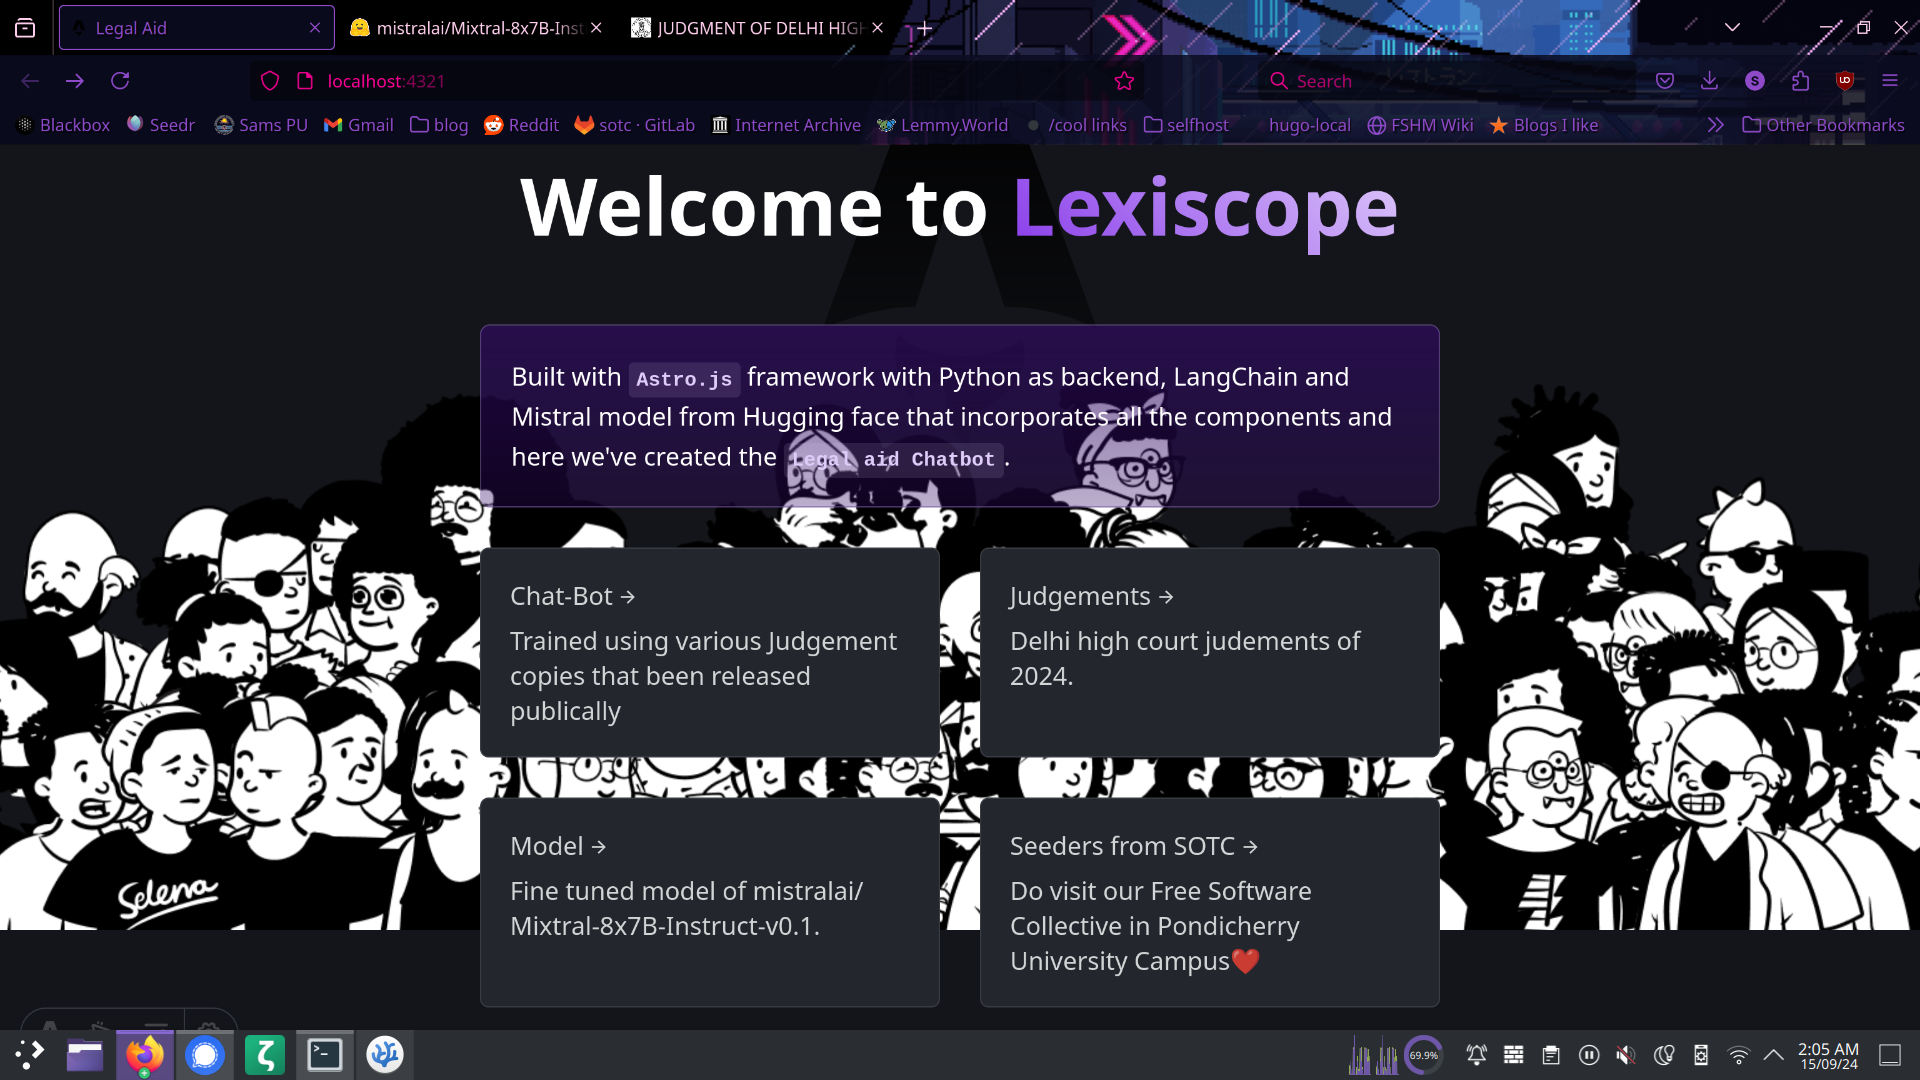 Legal Aid
mistralai/Mixtral-8x7B-Inst
JUDGMENT OF DELHI HIGH
localhost:4321
Search
Blackbox
Seedr
Sams PU
Gmail
blog
Reddit
sotc · GitLab
Internet Archive
Lemmy.World
/cool links
selfhost
hugo-local
FSHM Wiki
Blogs I like
Other Bookmarks
Welcome to Lexiscope
Built with Astro.js framework with Python as backend, LangChain and
Mistral model from Hugging face that incorporates all the components and
here we've created the Legal aid Chatbot.
Chat-Bot →
Trained using various Judgement
copies that been released
publically
Judgements →
Delhi high court judements of
2024.
Model →
Fine tuned model of mistralai/
Mixtral-8x7B-Instruct-v0.1.
Seeders from SOTC →
Do visit our Free Software
Collective in Pondicherry
University Campus❤️
Selena
69.9%
2:05 AM
15/09/24